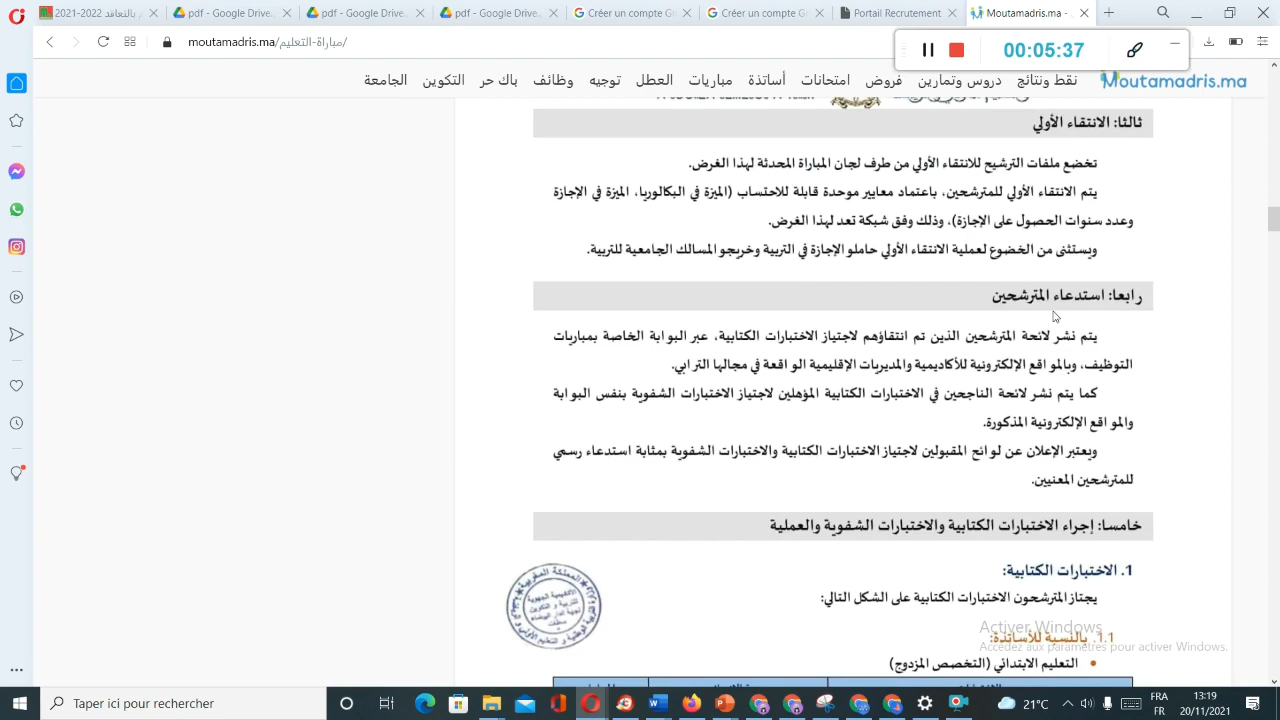 بالتعاقد 2021-2022
pdf - Google Drive
pdf - Google Drive
pdf - Google Drive
Créer un compte G
Créer un compte Go
Portail Recrutement
Moutamadris.ma -
moutamadris.ma/مباراة-التعليم/
00:05:37
Moutamadris.ma
نقط ونتائج دروس وتمارين فروض امتحانات أساتذة مباريات العطل توجيه وظائف باك حر التكوين الجامعة
ثالثا: الانتقاء الأولي
تخضع ملفات الترشيح للانتقاء الأولي من طرف لجان المباراة المحدثة لهذا الغرض.
يتم الانتقاء الأولي للمترشحين، باعتماد معايير موحدة قابلة للاحتساب (الميزة في البكالوريا، الميزة في الإجازة
وعدد سنوات الحصول على الإجازة)، وذلك وفق شبكة تعد لهذا الغرض.
ويستثنى من الخضوع لعملية الانتقاء الأولي حاملو الإجازة في التربية وخريجو المسالك الجامعية للتربية.
رابعا: استدعاء المترشحين
يتم نشر لائحة المترشحين الذين تم انتقاؤهم لاجتياز الاختبارات الكتابية، عبر البوابة الخاصة بمباريات
التوظيف، وبالمواقع الإلكترونية للأكاديمية والمديريات الإقليمية الواقعة في مجالها الترابي.
كما يتم نشر لائحة الناجحين في الاختبارات الكتابية المؤهلين لاجتياز الاختبارات الشفوية بنفس البوابة
والمواقع الإلكترونية المذكورة.
ويعتبر الإعلان عن لوائح المقبولين لاجتياز الاختبارات الكتابية والاختبارات الشفوية بمثابة استدعاء رسمي
للمترشحين المعنيين.
خامسا: إجراء الاختبارات الكتابية والاختبارات الشفوية والعملية
1. الاختبارات الكتابية:
يجتاز المترشحون الاختبارات الكتابية على الشكل التالي:
1.1. بالنسبة للأساتذة:
• التعليم الابتدائي (التخصص المزدوج)
المملكة المغربية
Activer Windows
Accédez aux paramètres pour activer Windows.
Taper ici pour rechercher
21°C
FRA
FR
13:19
20/11/2021